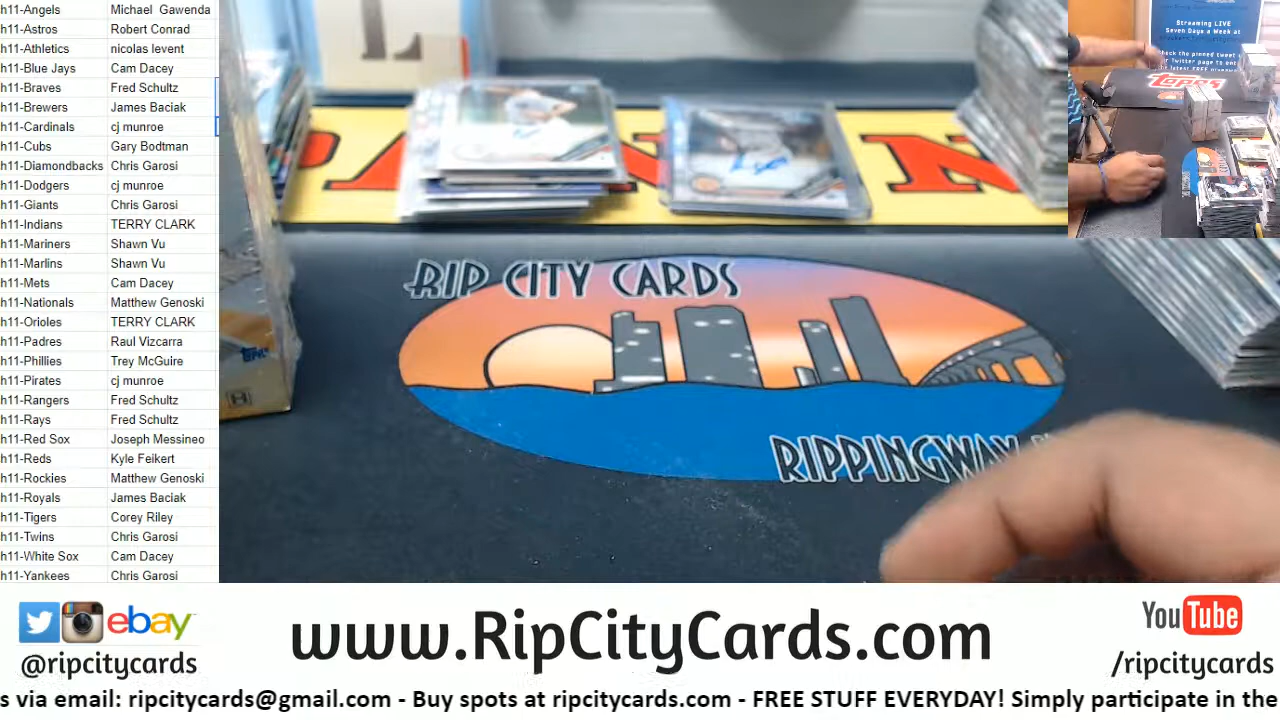 h11-Angels Michael Gawenda
h11-Astros Robert Conrad
h11-Athletics nicolas levent
h11-Blue Jays Cam Dacey
h11-Braves Fred Schultz
h11-Brewers James Baciak
h11-Cardinals cj munroe
h11-Cubs Gary Bodtman
h11-Diamondbacks Chris Garosi
h11-Dodgers cj munroe
h11-Giants Chris Garosi
h11-Indians TERRY CLARK
h11-Mariners Shawn Vu
h11-Marlins Shawn Vu
h11-Mets Cam Dacey
h11-Nationals Matthew Genoski
h11-Orioles TERRY CLARK
h11-Padres Raul Vizcarra
h11-Phillies Trey McGuire
h11-Pirates cj munroe
h11-Rangers Fred Schultz
h11-Rays Fred Schultz
h11-Red Sox Joseph Messineo
h11-Reds Kyle Feikert
h11-Rockies Matthew Genoski
h11-Royals James Baciak
h11-Tigers Corey Riley
h11-Twins Chris Garosi
h11-White Sox Cam Dacey
h11-Yankees Chris Garosi
Streaming LIVE
Seven Days a Week at
Topps
RIP CITY CARDS
RIPPINGWAY
topps
H
ebay
@ripcitycards
www.RipCityCards.com
YouTube
/ripcitycards
s via email: ripcitycards@gmail.com - Buy spots at ripcitycards.com - FREE STUFF EVERYDAY! Simply participate in the